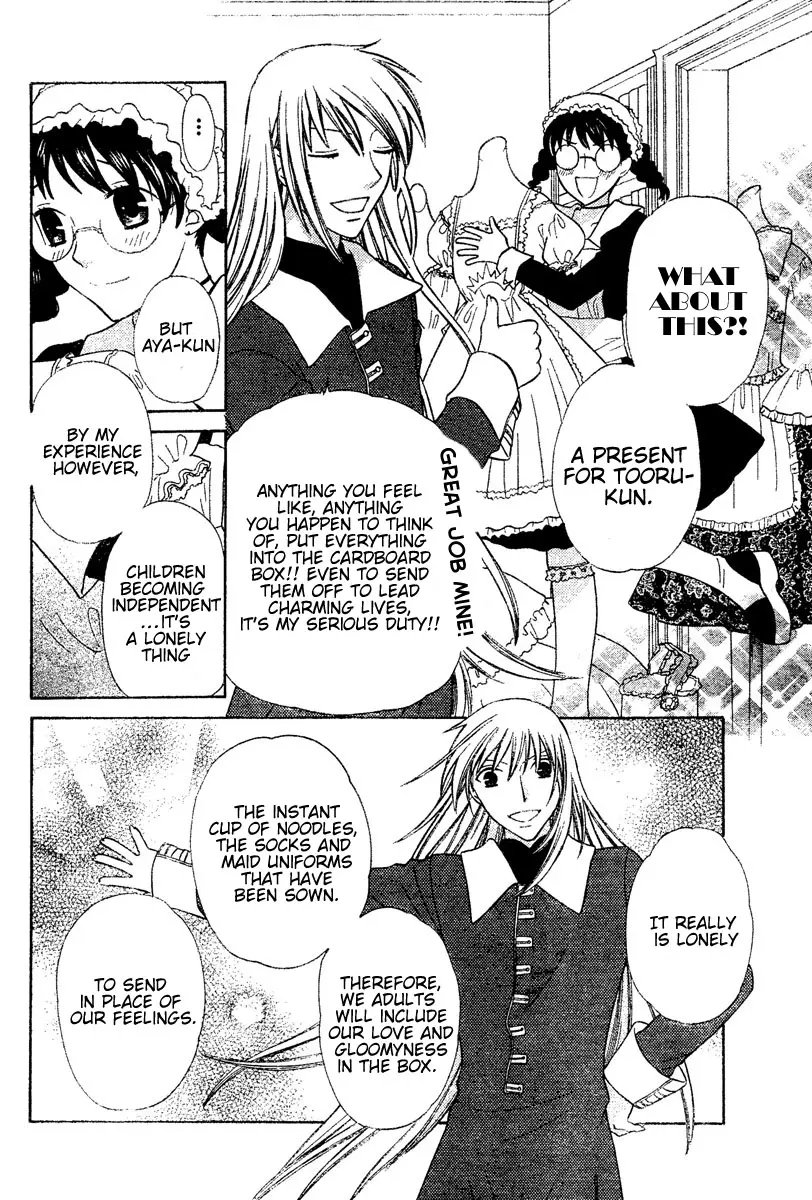 WHAT
ABOUT
THIS?!
A PRESENT
FOR TOORU-
KUN.
GREAT JOB MINE!
ANYTHING YOU FEEL
LIKE, ANYTHING
YOU HAPPEN TO THINK
OF, PUT EVERYTHING
INTO THE CARDBOARD
BOX!! EVEN TO SEND
THEM OFF TO LEAD
CHARMING LIVES,
IT'S MY SERIOUS DUTY!!
...
BUT
AYA-KUN
BY MY
EXPERIENCE
HOWEVER,
CHILDREN
BECOMING
INDEPENDENT
...IT'S
A LONELY
THING
IT REALLY
IS LONELY
THE INSTANT
CUP OF NOODLES,
THE SOCKS AND
MAID UNIFORMS
THAT HAVE
BEEN SOWN.
THEREFORE,
WE ADULTS
WILL INCLUDE
OUR LOVE AND
GLOOMYNESS
IN THE BOX.
TO SEND
IN PLACE OF
OUR FEELINGS.